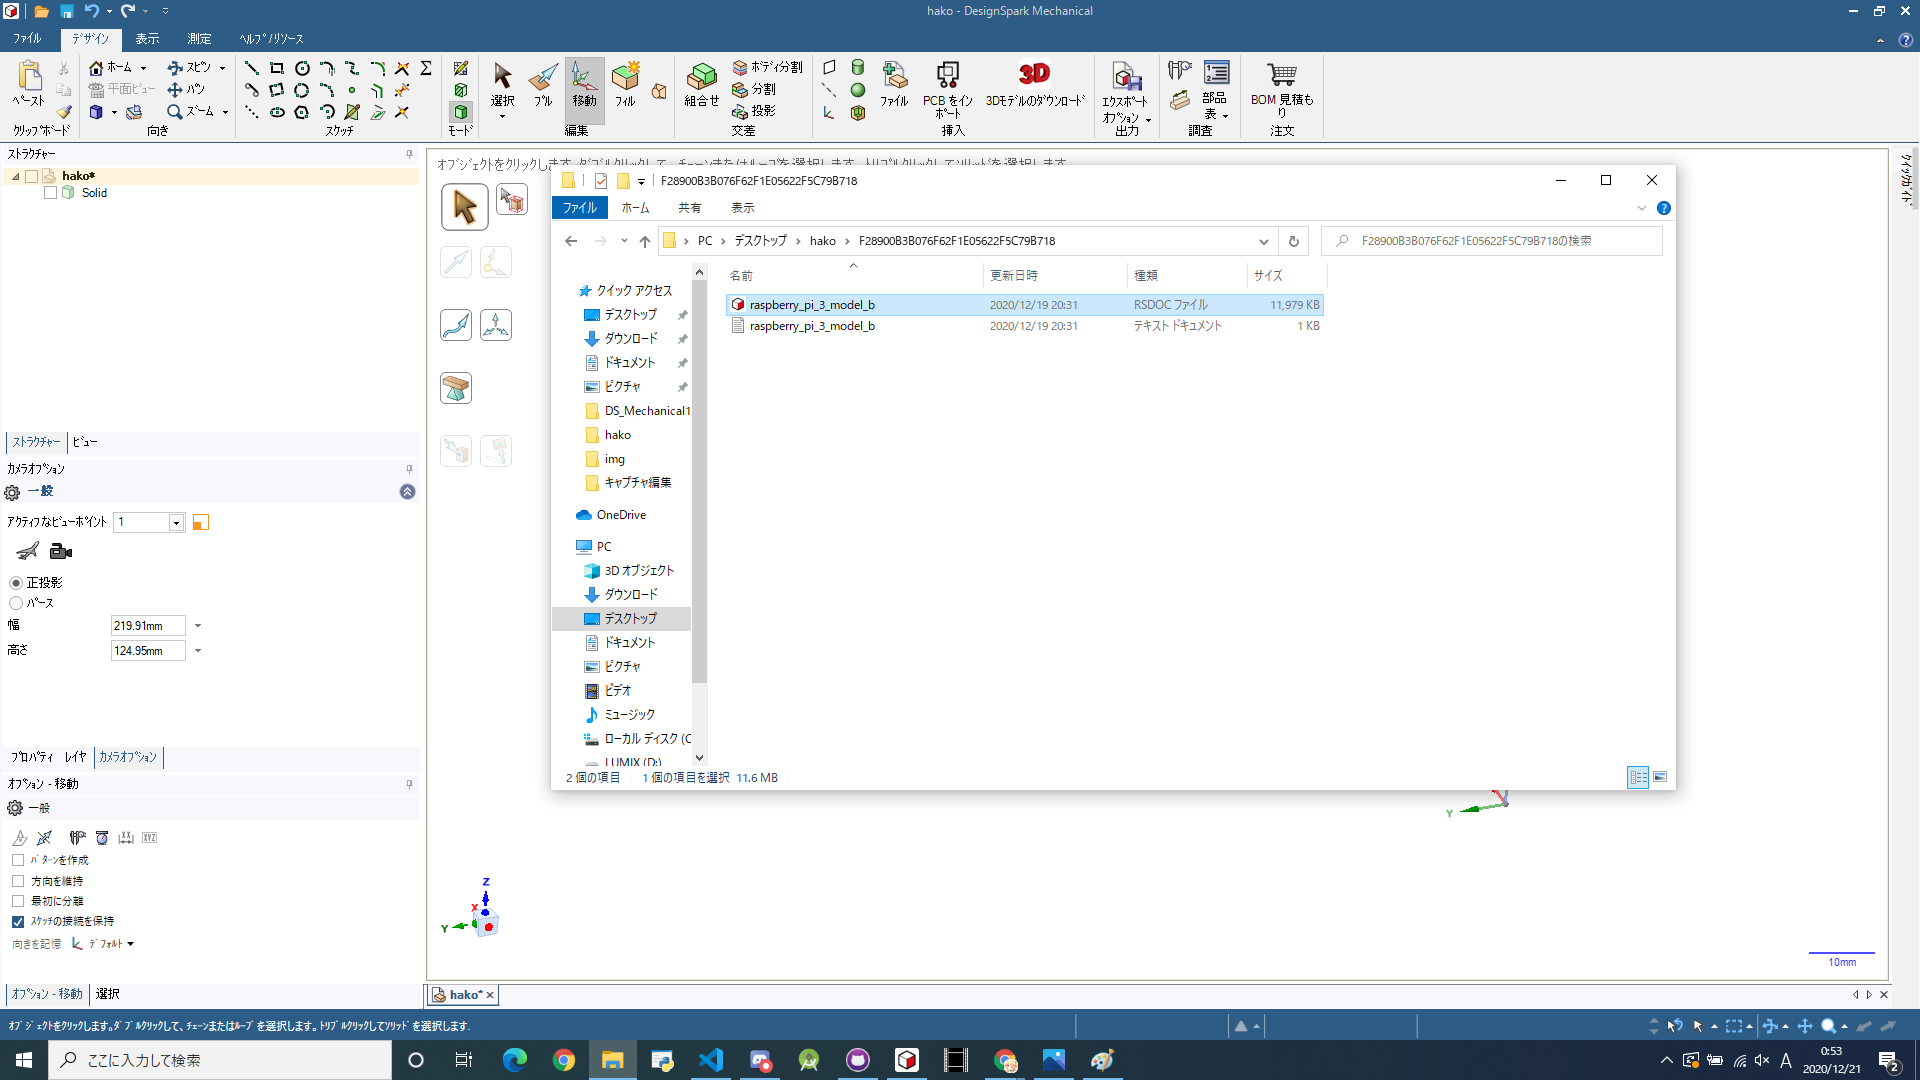 hako - DesignSpark Mechanical
ファイル デザイン 表示 測定 ヘルプ/リソース
ペースト
クリップボード
ホーム
平面ビュー
スピン
パン
ズーム
向き
スケッチ
モード
選択
プル
移動
フィル
編集
組合せ
ボディ分割
分割
投影
交差
ファイル
PCB をインポート
3D
3Dモデルのダウンロード
挿入
エクスポートオプション
出力
部品表
調査
BOM 見積もり
注文
ストラクチャー
hako*
Solid
ストラクチャー ビュー
カメラオプション
一般
アクティブなビューポイント 1
正投影
パース
幅 219.91mm
高さ 124.95mm
プロパティ レイヤ カメラオプション
オプション - 移動
一般
XYZ
パターンを作成
方向を維持
最初に分離
スケッチの接続を保持
向きを記憶 デフォルト
オプション - 移動 選択
オブジェクトをクリックします。ダブルクリックして、チェーンまたはループを選択します。トリプルクリックしてソリッドを選択します
クイックガイド
F28900B3B076F62F1E05622F5C79B718
ファイル ホーム 共有 表示
PC › デスクトップ › hako › F28900B3B076F62F1E05622F5C79B718
F28900B3B076F62F1E05622F5C79B718の検索
名前 更新日時 種類 サイズ
raspberry_pi_3_model_b 2020/12/19 20:31 RSDOC ファイル 11,979 KB
raspberry_pi_3_model_b 2020/12/19 20:31 テキスト ドキュメント 1 KB
クイック アクセス
デスクトップ
ダウンロード
ドキュメント
ピクチャ
DS_Mechanical1
hako
img
キャプチャ編集
OneDrive
PC
3D オブジェクト
ダウンロード
デスクトップ
ドキュメント
ピクチャ
ビデオ
ミュージック
ローカル ディスク (C
LUMIX (D:)
2 個の項目 1 個の項目を選択 11.6 MB
Y
Z
X
Y
10mm
hako*
オブジェクトをクリックします。ダブルクリックして、チェーンまたはループを選択します。トリプルクリックしてソリッドを選択します。
ここに入力して検索
A
0:53
2020/12/21
2